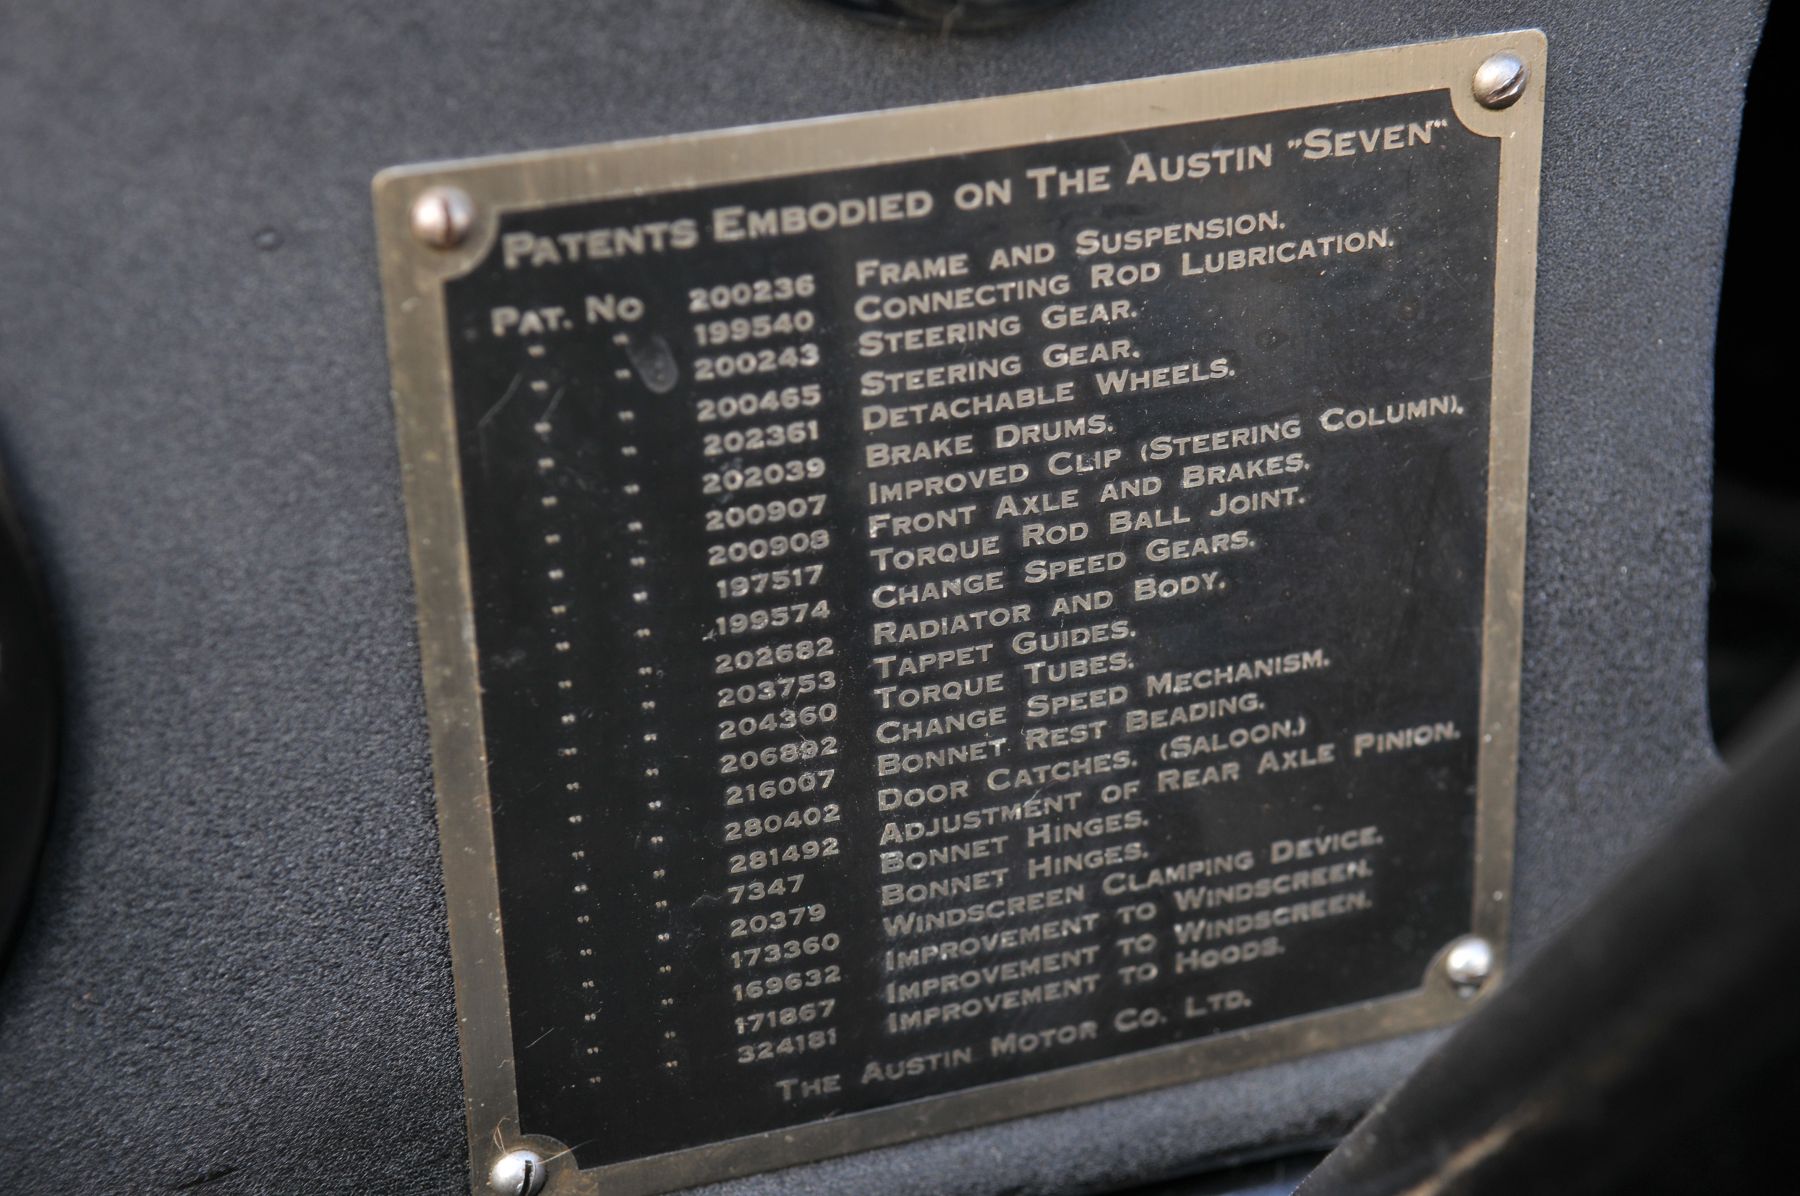 PATENTS EMBODIED ON THE AUSTIN "SEVEN"
PAT. NO 200236 FRAME AND SUSPENSION.
" " 199540 CONNECTING ROD LUBRICATION.
" " 200243 STEERING GEAR.
" " 200465 STEERING GEAR.
" " 202361 DETACHABLE WHEELS.
" " 202039 BRAKE DRUMS.
" " 200907 IMPROVED CLIP (STEERING COLUMN).
" " 200908 FRONT AXLE AND BRAKES.
" " 197517 TORQUE ROD BALL JOINT.
" " 199574 CHANGE SPEED GEARS.
" " 202682 RADIATOR AND BODY.
" " 203753 TAPPET GUIDES.
" " 204360 TORQUE TUBES.
" " 206892 CHANGE SPEED MECHANISM.
" " 216007 BONNET REST BEADING.
" " 280402 DOOR CATCHES. (SALOON.)
" " 281492 ADJUSTMENT OF REAR AXLE PINION.
" " 7347 BONNET HINGES.
" " 20379 BONNET HINGES.
" " 173360 WINDSCREEN CLAMPING DEVICE.
" " 169632 IMPROVEMENT TO WINDSCREEN.
" " 171867 IMPROVEMENT TO WINDSCREEN.
" " 324181 IMPROVEMENT TO HOODS.
THE AUSTIN MOTOR CO. LTD.